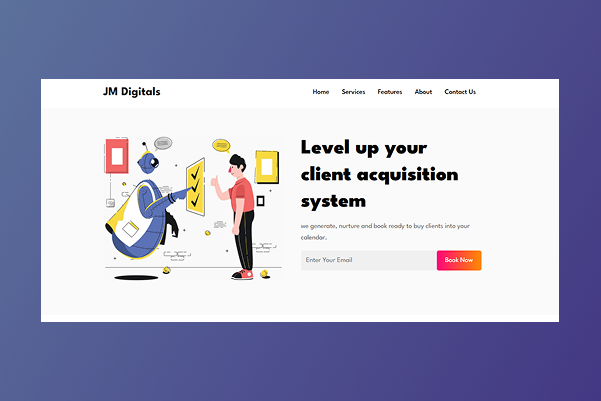 JM Digitals
Home Services Features About Contact Us
Level up your
client acquisition
system
we generate, nurture and book ready to buy clients into your
calendar.
Enter Your Email
Book Now